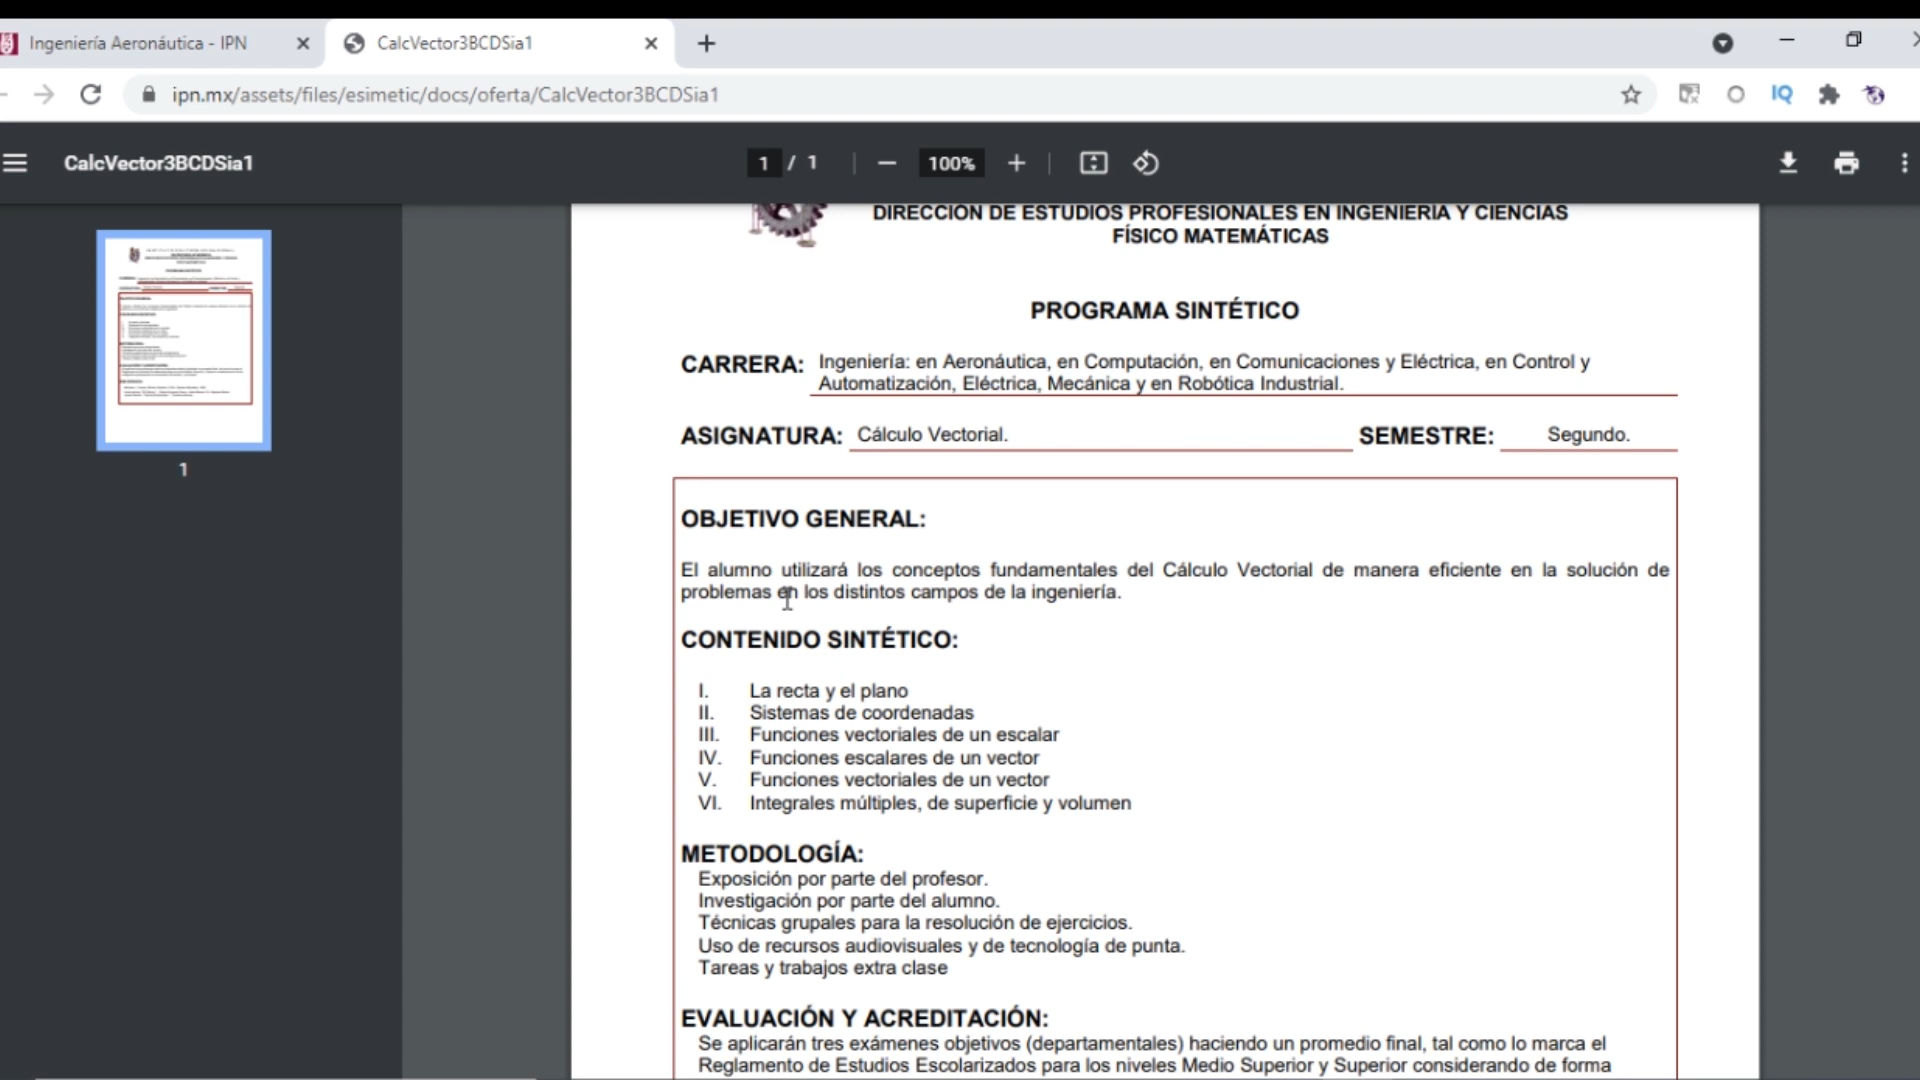 Ingeniería Aeronáutica - IPN
CalcVector3BCDSia1
ipn.mx/assets/files/esimetic/docs/oferta/CalcVector3BCDSia1
IQ
CalcVector3BCDSia1
1 / 1
100%
DIRECCIÓN DE ESTUDIOS PROFESIONALES EN INGENIERÍA Y CIENCIAS
FÍSICO MATEMÁTICAS
PROGRAMA SINTÉTICO
CARRERA: Ingeniería: en Aeronáutica, en Computación, en Comunicaciones y Eléctrica, en Control y
Automatización, Eléctrica, Mecánica y en Robótica Industrial.
ASIGNATURA: Cálculo Vectorial. SEMESTRE: Segundo.
1
OBJETIVO GENERAL:
El alumno utilizará los conceptos fundamentales del Cálculo Vectorial de manera eficiente en la solución de
problemas en los distintos campos de la ingeniería.
CONTENIDO SINTÉTICO:
I. La recta y el plano
II. Sistemas de coordenadas
III. Funciones vectoriales de un escalar
IV. Funciones escalares de un vector
V. Funciones vectoriales de un vector
VI. Integrales múltiples, de superficie y volumen
METODOLOGÍA:
Exposición por parte del profesor.
Investigación por parte del alumno.
Técnicas grupales para la resolución de ejercicios.
Uso de recursos audiovisuales y de tecnología de punta.
Tareas y trabajos extra clase
EVALUACIÓN Y ACREDITACIÓN:
Se aplicarán tres exámenes objetivos (departamentales) haciendo un promedio final, tal como lo marca el
Reglamento de Estudios Escolarizados para los niveles Medio Superior y Superior considerando de forma